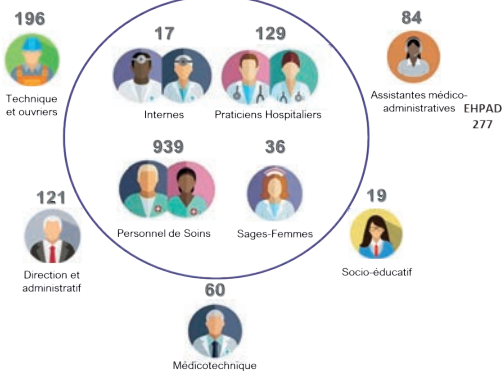 196
Technique
et ouvriers
17
Internes
129
Praticiens Hospitaliers
84
Assistantes médico-
administratives
EHPAD
277
939
Personnel de Soins
36
Sages-Femmes
121
Direction et
administratif
19
Socio-éducatif
60
Médicotechnique